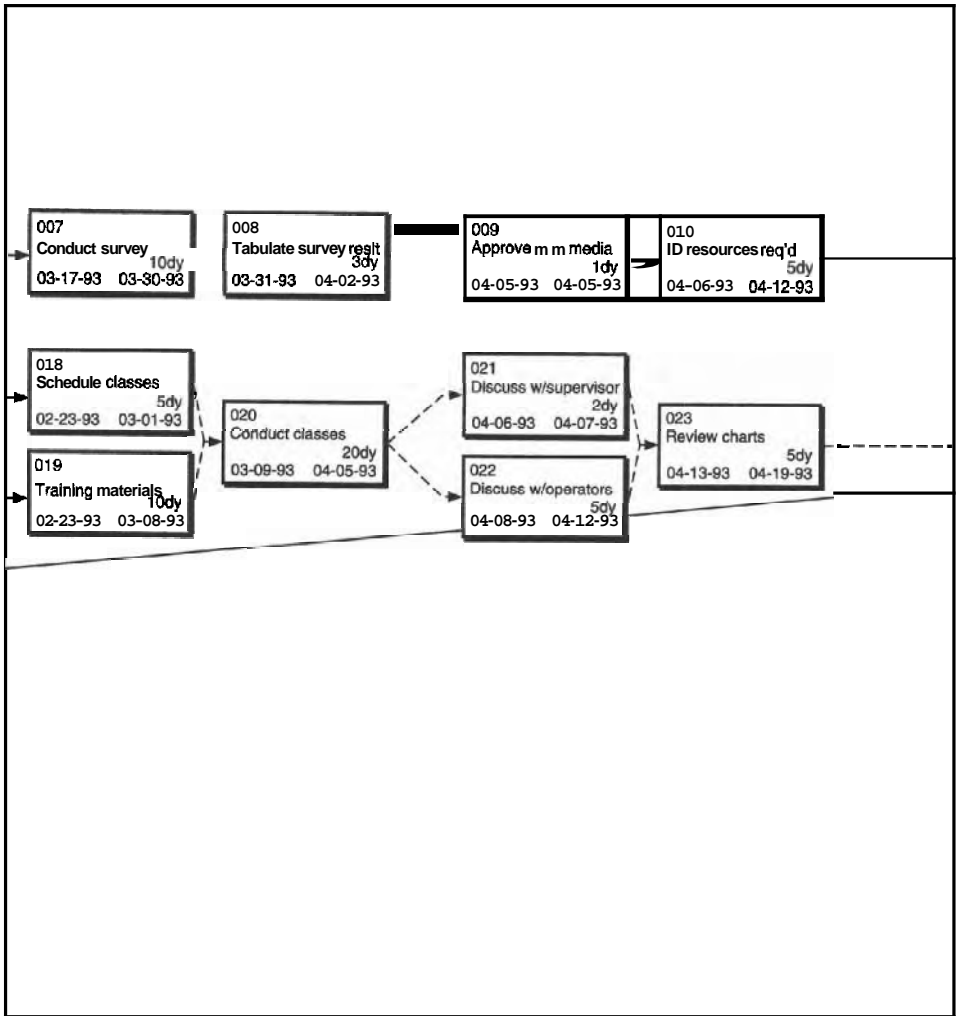 007
Conduct survey
10dy
03-17-93 03-30-93
008
Tabulate survey reslt
3dy
03-31-93 04-02-93
009
Approve m m media
1dy
04-05-93 04-05-93
010
ID resources req'd
5dy
04-06-93 04-12-93
018
Schedule classes
5dy
02-23-93 03-01-93
019
Training materials
10dy
02-23-93 03-08-93
020
Conduct classes
20dy
03-09-93 04-05-93
021
Discuss w/supervisor
2dy
04-06-93 04-07-93
022
Discuss w/operators
5dy
04-08-93 04-12-93
023
Review charts
5dy
04-13-93 04-19-93